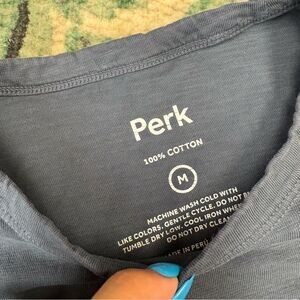 Perk
100% COTTON
M
MACHINE WASH COLD WITH
LIKE COLORS, GENTLE CYCLE. DO NOT
TUMBLE DRY LOW. COOL IRON WHE
DO NOT DRY CLEAN
MADE IN PERU